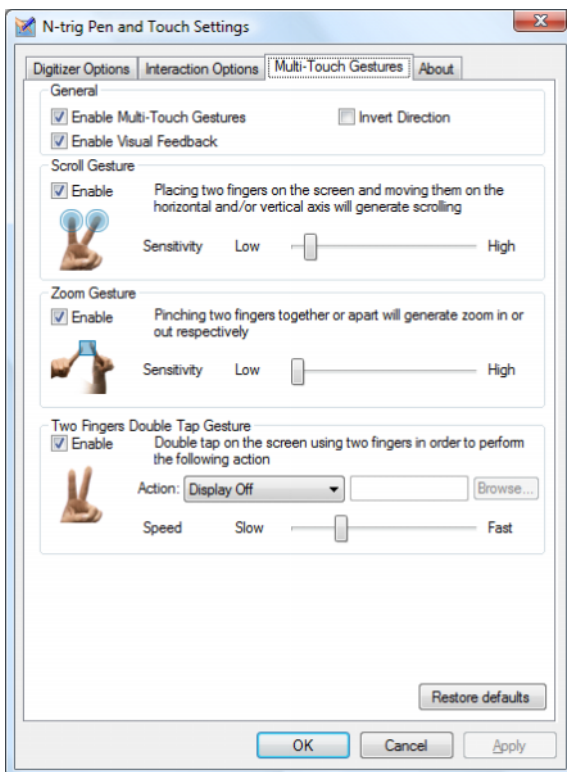 N-trig Pen and Touch Settings
Digitizer Options Interaction Options Multi-Touch Gestures About
General
Enable Multi-Touch Gestures Invert Direction
Enable Visual Feedback
Scroll Gesture
Enable Placing two fingers on the screen and moving them on the
horizontal and/or vertical axis will generate scrolling
Sensitivity Low High
Zoom Gesture
Enable Pinching two fingers together or apart will generate zoom in or
out respectively
Sensitivity Low High
Two Fingers Double Tap Gesture
Enable Double tap on the screen using two fingers in order to perform
the following action
Action: Display Off Browse...
Speed Slow Fast
Restore defaults
OK Cancel Apply